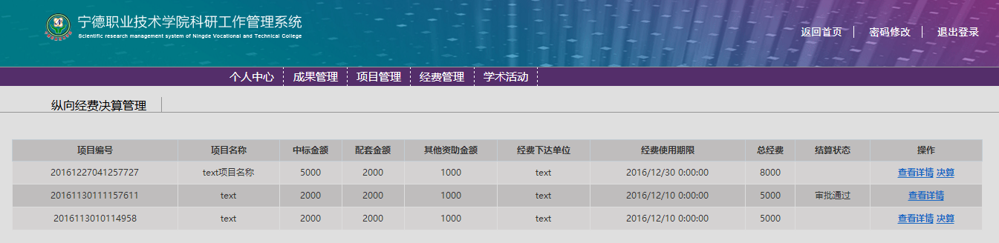 宁德职业技术学院科研工作管理系统
Scientific research management system of Ningde Vocational and Technical College
返回首页 密码修改 退出登录
个人中心 成果管理 项目管理 经费管理 学术活动
纵向经费决算管理
项目编号 项目名称 中标金额 配套金额 其他资助金额 经费下达单位 经费使用期限 总经费 结算状态 操作
20161227041257727 text项目名称 5000 2000 1000 text 2016/12/30 0:00:00 8000 查看详情 决算
20161130111157611 text 2000 2000 1000 text 2016/12/10 0:00:00 5000 审批通过 查看详情
2016113010114958 text 2000 2000 1000 text 2016/12/10 0:00:00 5000 查看详情 决算